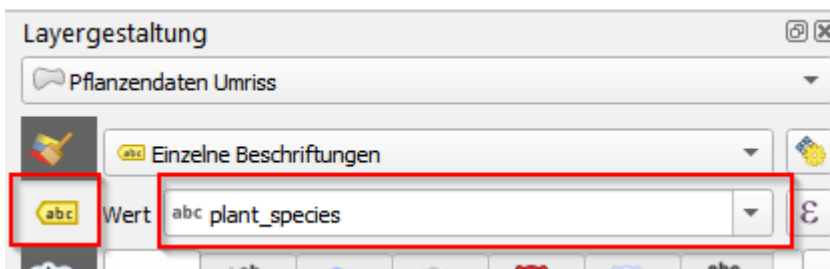 Layergestaltung
Pflanzendaten Umriss
abc Einzelne Beschriftungen
abc Wert abc plant_species ε